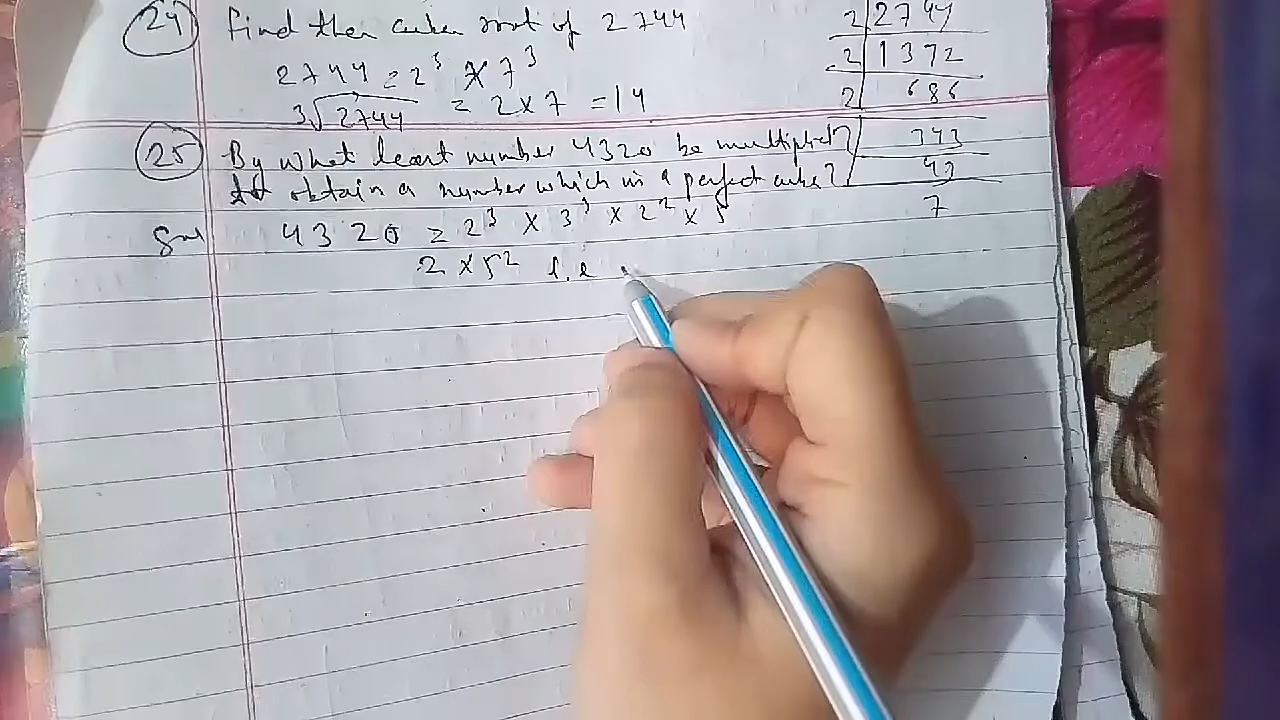 24 Find then cube root of 2744
2744 = 2³ × 7³
3√2744 = 2×7 = 14
2 2744
2 1372
2 686
343
49
7
25 By what least number 4320 be multiplied
to obtain a number which is a perfect cube?
Sol 4320 = 2³ × 3³ × 2² × 5
2 × 5² i.e